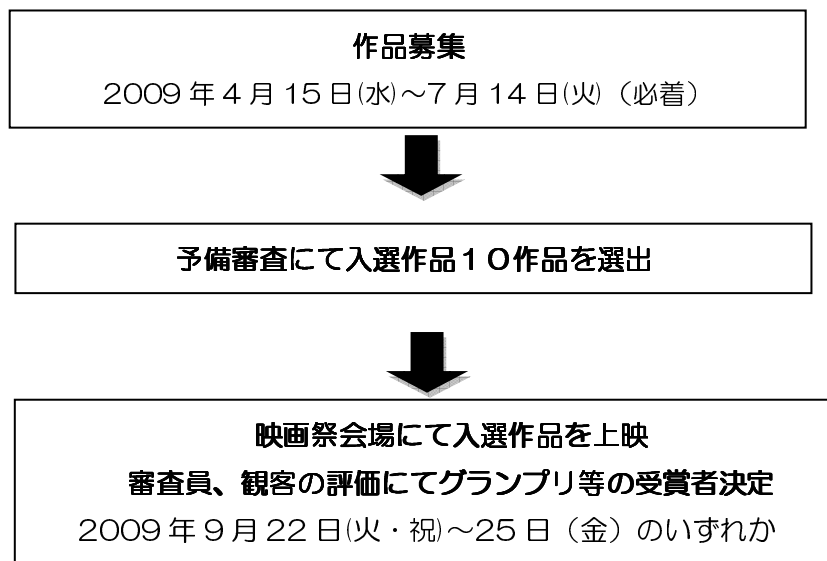 作品募集
2009年4月15日(水)～7月14日(火)（必着）
予備審査にて入選作品１０作品を選出
映画祭会場にて入選作品を上映
審査員、観客の評価にてグランプリ等の受賞者決定
2009年9月22日(火・祝)～25日（金）のいずれか